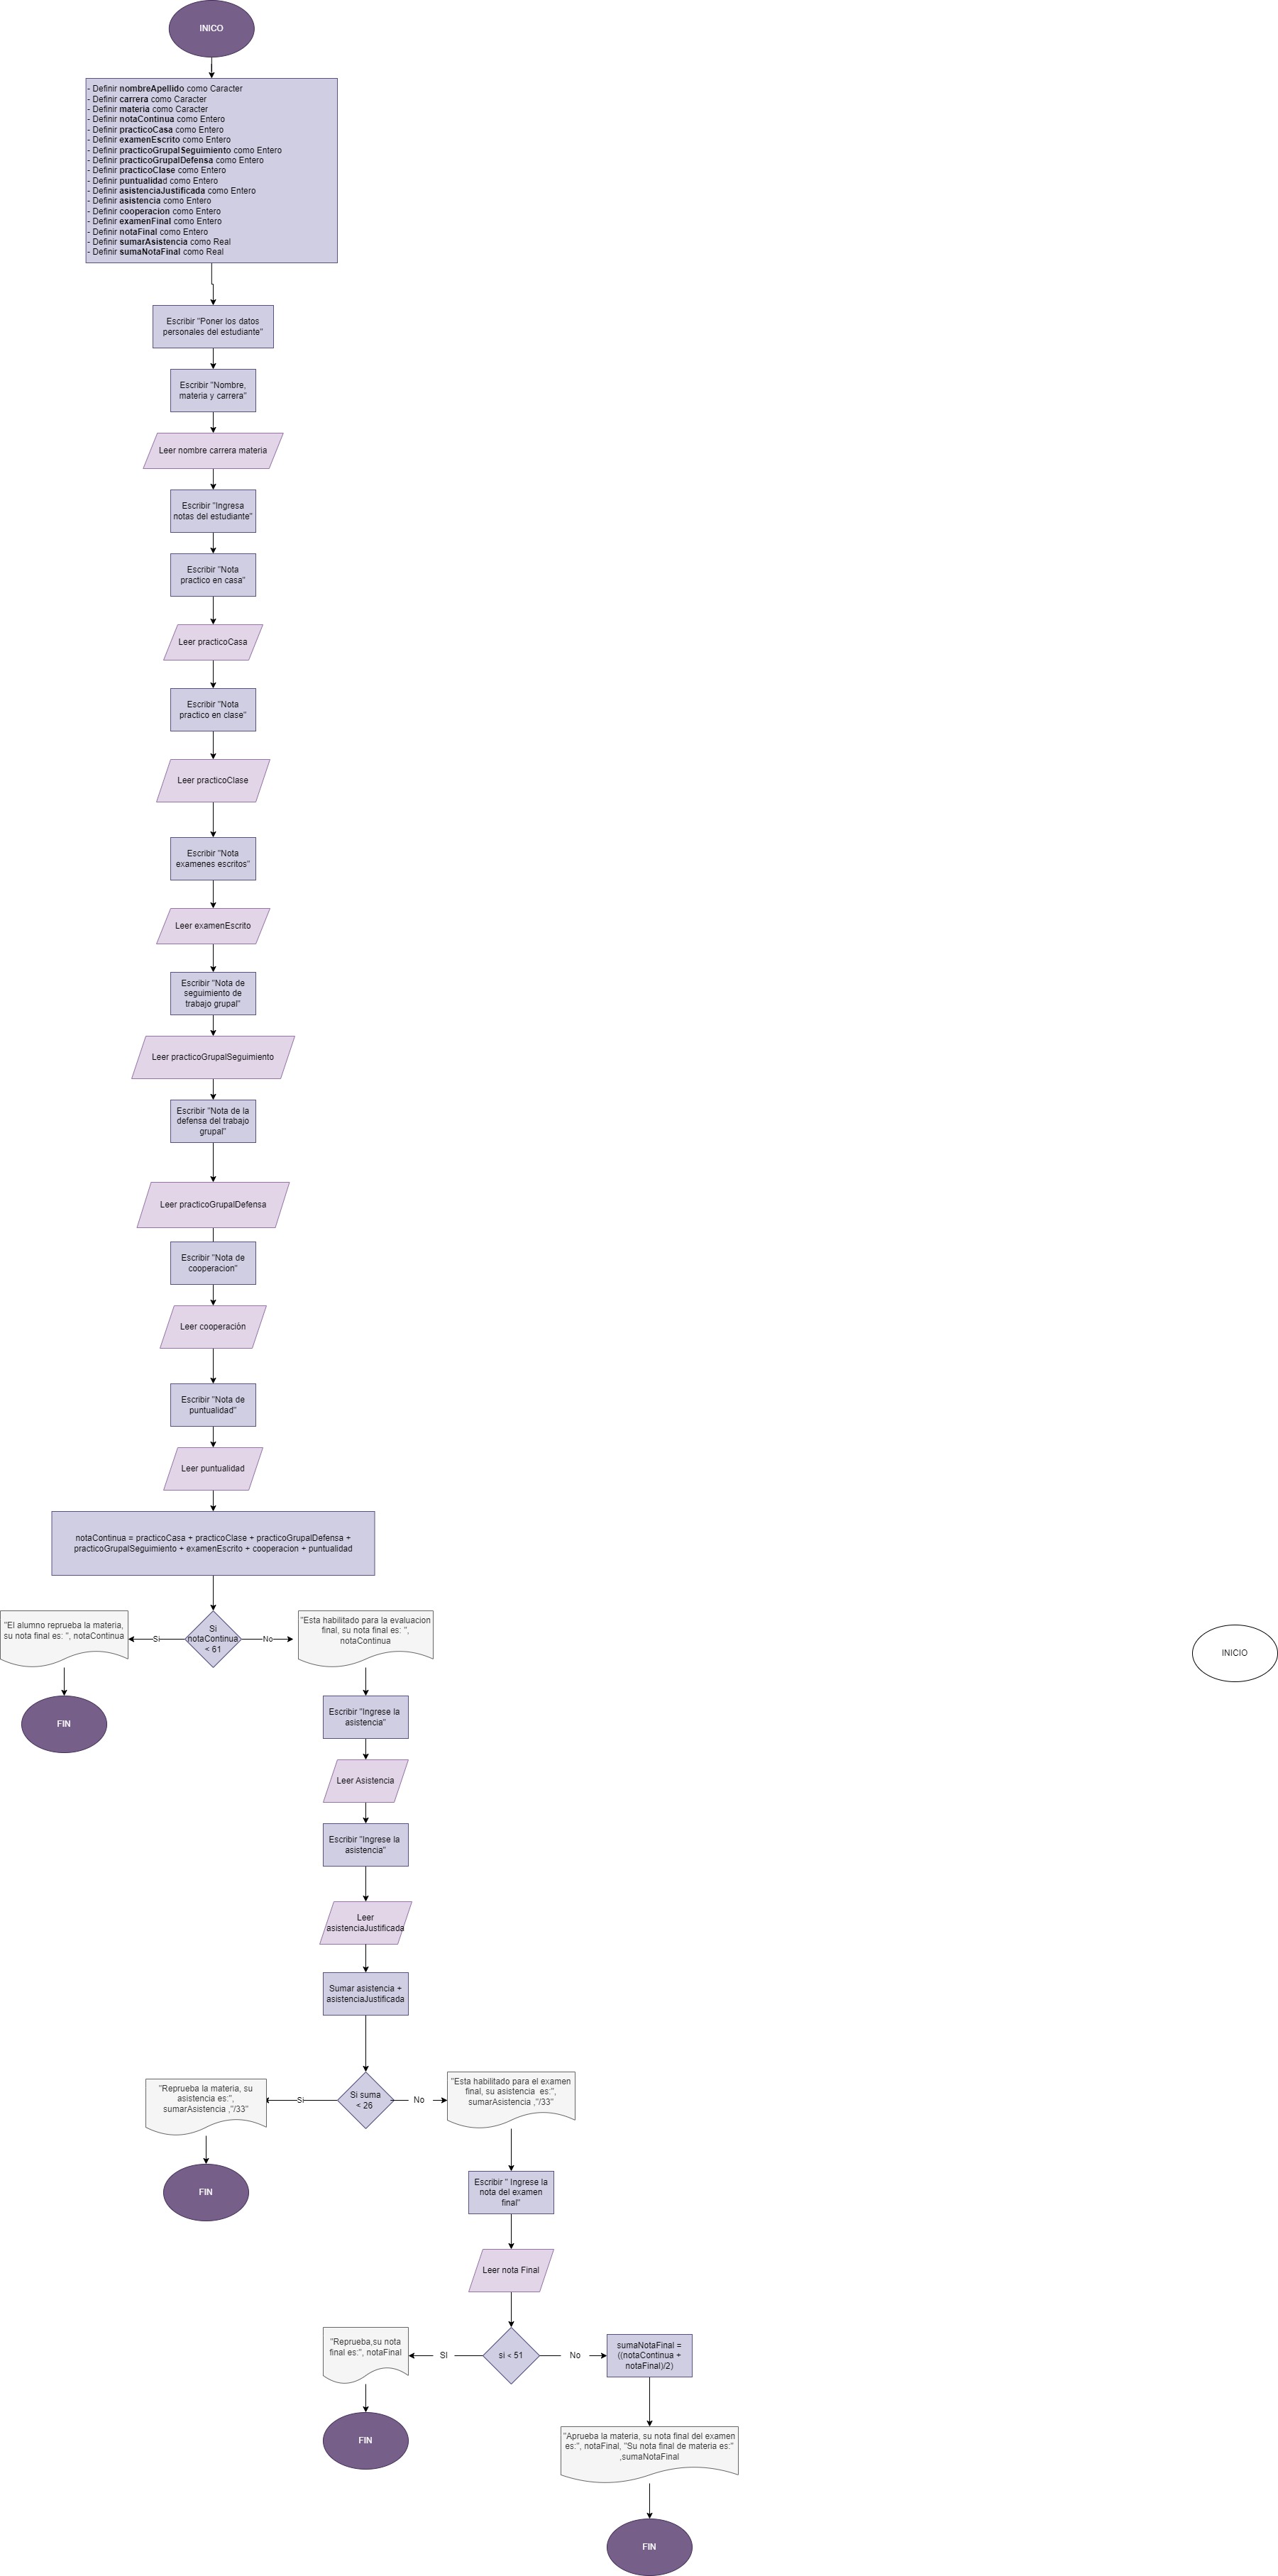 INICO
- Definir nombreApellido como Caracter
- Definir carrera como Caracter
- Definir materia como Caracter
- Definir notaContinua como Entero
- Definir practicoCasa como Entero
- Definir examenEscrito como Entero
- Definir practicoGrupalSeguimiento como Entero
- Definir practicoGrupalDefensa como Entero
- Definir practicoClase como Entero
- Definir puntualidad como Entero
- Definir asistenciaJustificada como Entero
- Definir asistencia como Entero
- Definir cooperacion como Entero
- Definir examenFinal como Entero
- Definir notaFinal como Entero
- Definir sumarAsistencia como Real
- Definir sumaNotaFinal como Real
Escribir "Poner los datos
personales del estudiante"
Escribir "Nombre,
materia y carrera"
Leer nombre carrera materia
Escribir "Ingresa
notas del estudiante"
Escribir "Nota
practico en casa"
Leer practicoCasa
Escribir "Nota
practico en clase"
Leer practicoClase
Escribir "Nota
examenes escritos"
Leer examenEscrito
Escribir "Nota de
seguimiento de
trabajo grupal"
Leer practicoGrupalSeguimiento
Escribir "Nota de la
defensa del trabajo
grupal"
Leer practicoGrupalDefensa
Escribir "Nota de
cooperacion"
Leer cooperación
Escribir "Nota de
puntualidad"
Leer puntualidad
notaContinua = practicoCasa + practicoClase + practicoGrupalDefensa +
practicoGrupalSeguimiento + examenEscrito + cooperacion + puntualidad
Si
notaContinua
< 61
Si
"El alumno reprueba la materia,
su nota final es: ", notaContinua
FIN
No
"Esta habilitado para la evaluacion
final, su nota final es: ",
notaContinua
INICIO
Escribir "Ingrese la
asistencia"
Leer Asistencia
Escribir "Ingrese la
asistencia"
Leer
asistenciaJustificada
Sumar asistencia +
asistenciaJustificada
Si suma
< 26
Si
"Reprueba la materia, su
asistencia es:",
sumarAsistencia ,"/33"
FIN
No
"Esta habilitado para el examen
final, su asistencia  es:",
sumarAsistencia ,"/33"
Escribir " Ingrese la
nota del examen
final"
Leer nota Final
si < 51
SI
"Reprueba,su nota
final es:", notaFinal
FIN
No
sumaNotaFinal =
((notaContinua +
notaFinal)/2)
"Aprueba la materia, su nota final del examen
es:", notaFinal, "Su nota final de materia es:"
,sumaNotaFinal
FIN